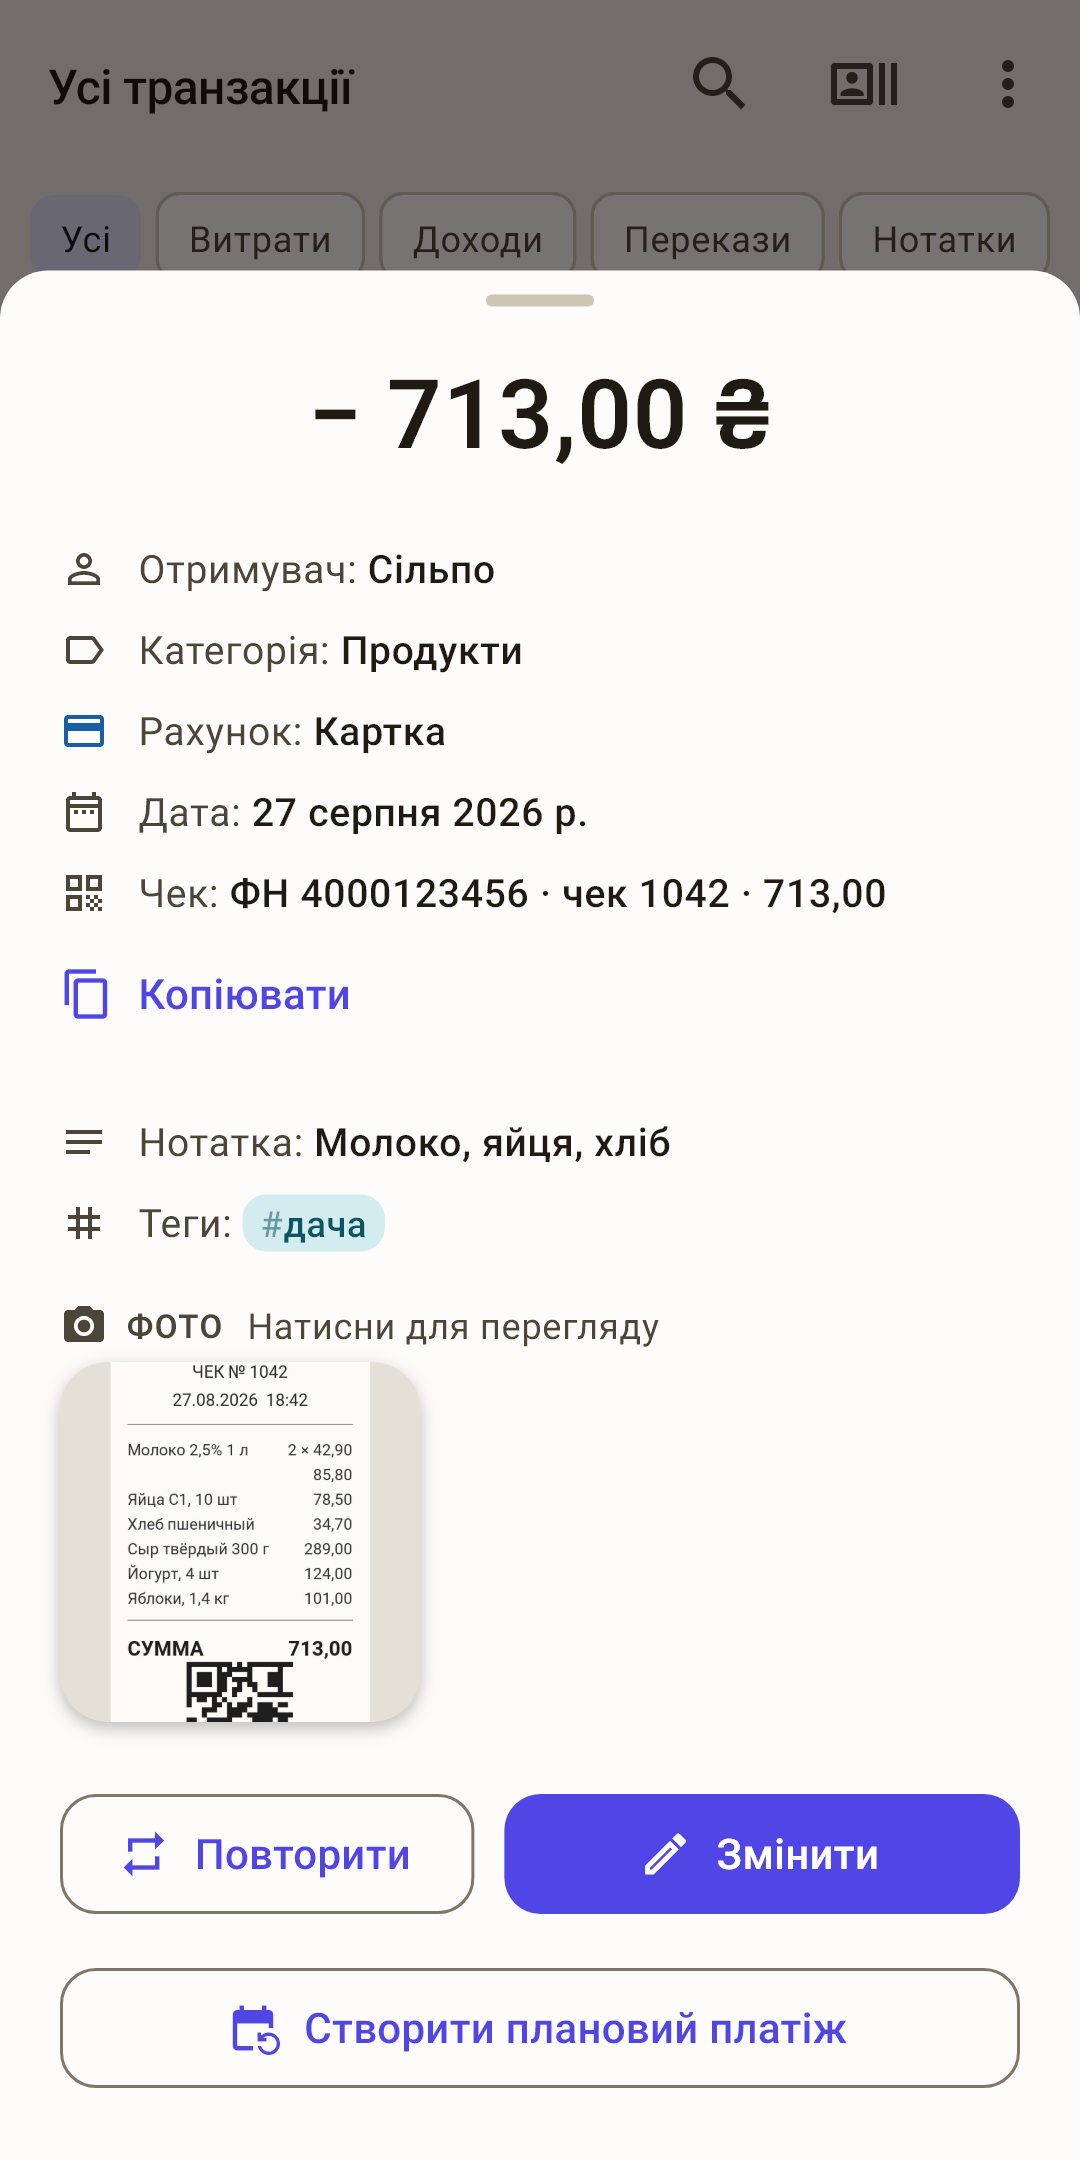 Усі транзакції
Усі
Витрати
Доходи
Перекази
Нотатки
− 713,00 ₴
Отримувач: Сільпо
Категорія: Продукти
Рахунок: Картка
Дата: 27 серпня 2026 р.
Чек: ФН 4000123456 · чек 1042 · 713,00
Копіювати
Нотатка: Молоко, яйця, хліб
Теги: #дача
ФОТО Натисни для перегляду
ЧЕК № 1042
27.08.2026 18:42
Молоко 2,5% 1 л 2 × 42,90
85,80
Яйца С1, 10 шт 78,50
Хлеб пшеничный 34,70
Сыр твёрдый 300 г 289,00
Йогурт, 4 шт 124,00
Яблоки, 1,4 кг 101,00
СУММА 713,00
Повторити
Змінити
Створити плановий платіж